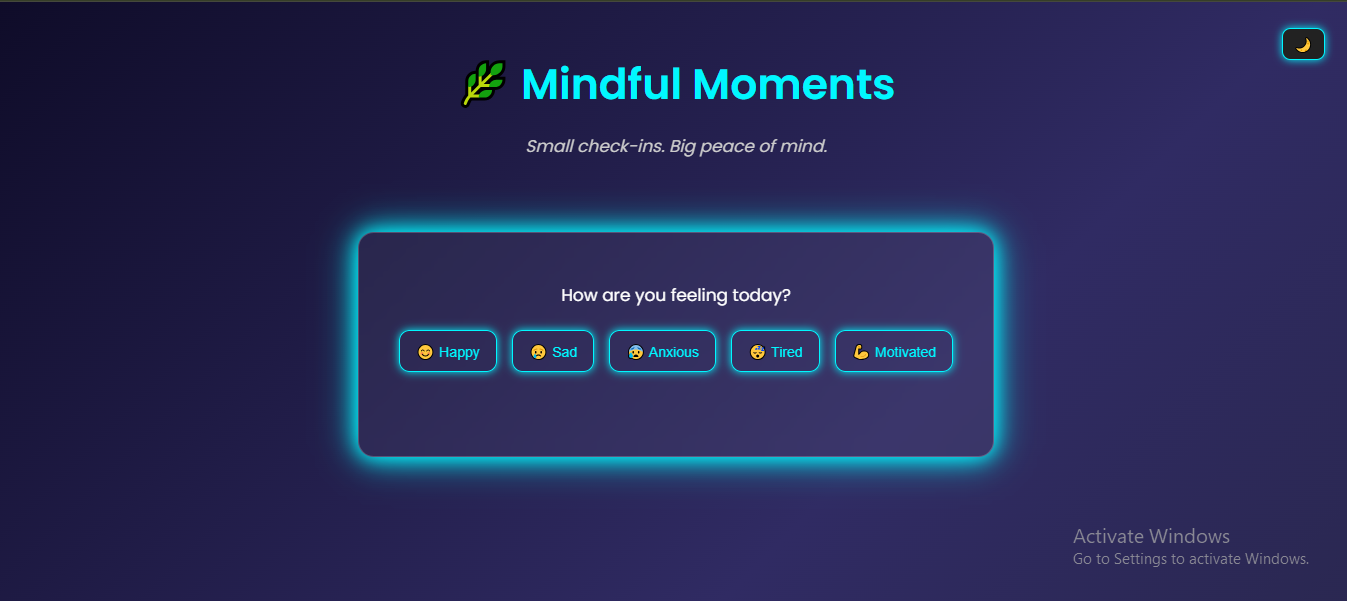 Mindful Moments
Small check-ins. Big peace of mind.
How are you feeling today?
Happy Sad Anxious Tired Motivated
Activate Windows
Go to Settings to activate Windows.